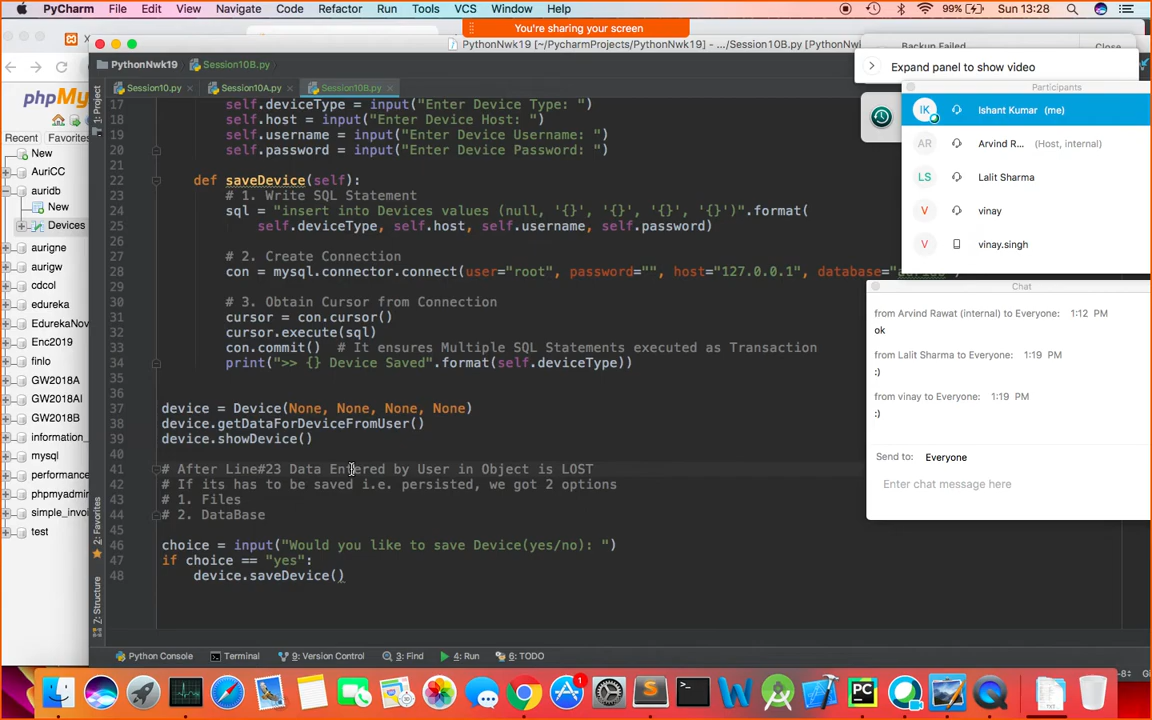 PyCharm File Edit View Navigate Code Refactor Run Tools VCS Window Help 99% Sun 13:28
You're sharing your screen
PythonNwk19 [~/PycharmProjects/PythonNwk19] - .../Session10B.py [PythonNwk19]
Backup Failed Close
Expand panel to show video
PythonNwk19 Session10B.py
Session10.py Session10A.py Session10B.py
phpMy
Recent Favorites
New
AuriCC
auridb
New
Devices
aurigne
aurigw
cdcol
edureka
EdurekaNov
Enc2019
finlo
GW2018A
GW2018AI
GW2018B
information_
mysql
performance
phpmyadmin
simple_invoi
test
1: Project
2: Favorites
7: Structure
17 self.deviceType = input("Enter Device Type: ")
18 self.host = input("Enter Device Host: ")
19 self.username = input("Enter Device Username: ")
20 self.password = input("Enter Device Password: ")
21
22 def saveDevice(self):
23 # 1. Write SQL Statement
24 sql = "insert into Devices values (null, '{}', '{}', '{}', '{}')".format(
25 self.deviceType, self.host, self.username, self.password)
26
27 # 2. Create Connection
28 con = mysql.connector.connect(user="root", password="", host="127.0.0.1", database="auridb")
29
30 # 3. Obtain Cursor from Connection
31 cursor = con.cursor()
32 cursor.execute(sql)
33 con.commit() # It ensures Multiple SQL Statements executed as Transaction
34 print(">> {} Device Saved".format(self.deviceType))
35
36
37 device = Device(None, None, None, None)
38 device.getDataForDeviceFromUser()
39 device.showDevice()
40
41 # After Line#23 Data Entered by User in Object is LOST
42 # If its has to be saved i.e. persisted, we got 2 options
43 # 1. Files
44 # 2. DataBase
45
46 choice = input("Would you like to save Device(yes/no): ")
47 if choice == "yes":
48 device.saveDevice()
Participants
IK Ishant Kumar (me)
AR Arvind R... (Host, internal)
LS Lalit Sharma
V vinay
V vinay.singh
Chat
from Arvind Rawat (internal) to Everyone: 1:12 PM
ok
from Lalit Sharma to Everyone: 1:19 PM
:)
from vinay to Everyone: 1:19 PM
:)
Send to: Everyone
Enter chat message here
Python Console Terminal 9: Version Control 3: Find 4: Run 6: TODO